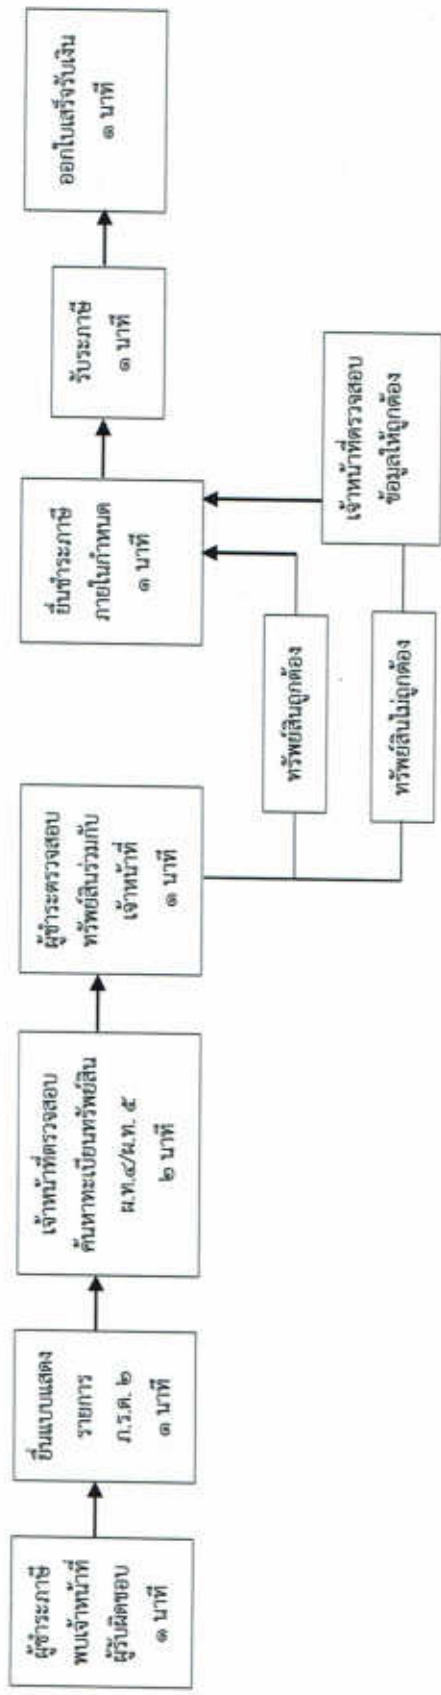 ผู้ชำระภาษี
พบเจ้าหน้าที่
ผู้รับผิดชอบ
๑ นาที
ยื่นแบบแสดง
รายการ
ภ.ร.ด. ๒
๑ นาที
เจ้าหน้าที่ตรวจสอบ
ค้นหาทะเบียนทรัพย์สิน
ผ.ท.๔/ผ.ท. ๕
๒ นาที
ผู้ชำระตรวจสอบ
ทรัพย์สินร่วมกับ
เจ้าหน้าที่
๑ นาที
ทรัพย์สินถูกต้อง
ทรัพย์สินไม่ถูกต้อง
เจ้าหน้าที่ตรวจสอบ
ข้อมูลให้ถูกต้อง
ยื่นชำระภาษี
ภายในกำหนด
๑ นาที
รับชำระภาษี
๑ นาที
ออกใบเสร็จรับเงิน
๑ นาที